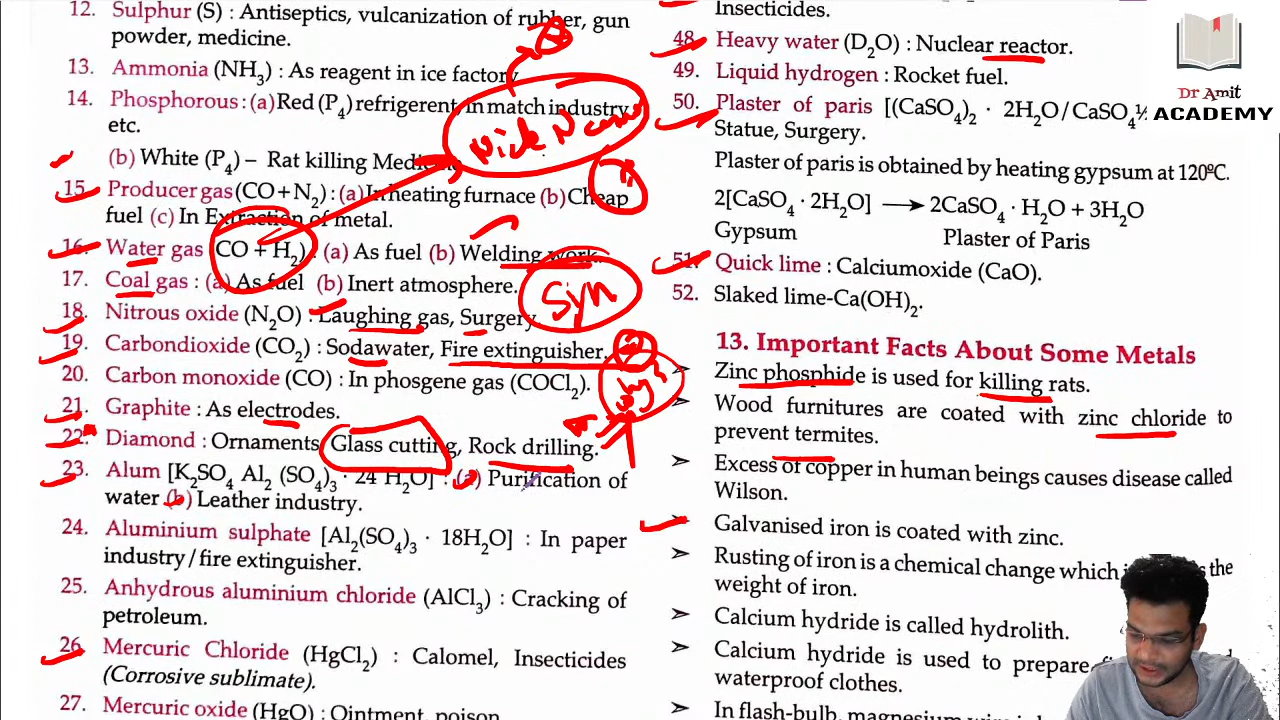 12. Sulphur (S) : Antiseptics, vulcanization of rubber, gun
powder, medicine.
13. Ammonia (NH₃) : As reagent in ice factory
14. Phosphorous : (a) Red (P₄) refrigerent in match industry
etc.
(b) White (P₄) – Rat killing
15. Producer gas (CO + N₂) : (a) In heating furnace (b) Cheap
fuel (c) In Extraction of metal.
16. Water gas (CO + H₂) (a) As fuel (b) Welding work.
17. Coal gas : (a) As fuel (b) Inert atmosphere.
18. Nitrous oxide (N₂O) : Laughing gas, Surgery.
19. Carbondioxide (CO₂) : Sodawater, Fire extinguisher.
20. Carbon monoxide (CO) : In phosgene gas (COCl₂).
21. Graphite : As electrodes.
22. Diamond : Ornaments Glass cutting, Rock drilling.
23. Alum [K₂SO₄ Al₂ (SO₄)₃ · 24 H₂O] : (a) Purification of
water (b) Leather industry.
24. Aluminium sulphate [Al₂(SO₄)₃ · 18H₂O] : In paper
industry/fire extinguisher.
25. Anhydrous aluminium chloride (AlCl₃) : Cracking of
petroleum.
26. Mercuric Chloride (HgCl₂) : Calomel, Insecticides
(Corrosive sublimate).
27. Mercuric oxide (HgO) : Ointment, poison.
Nick Name
Syn
why?
Insecticides.
48. Heavy water (D₂O) : Nuclear reactor.
49. Liquid hydrogen : Rocket fuel.
50. Plaster of paris [(CaSO₄)₂ · 2H₂O/CaSO₄½
Statue, Surgery.
Plaster of paris is obtained by heating gypsum at 120ºC.
2[CaSO₄ · 2H₂O] ⟶ 2CaSO₄ · H₂O + 3H₂O
Gypsum Plaster of Paris
51. Quick lime : Calciumoxide (CaO).
52. Slaked lime-Ca(OH)₂.
13. Important Facts About Some Metals
➢ Zinc phosphide is used for killing rats.
➢ Wood furnitures are coated with zinc chloride to
prevent termites.
➢ Excess of copper in human beings causes disease called
Wilson.
➢ Galvanised iron is coated with zinc.
➢ Rusting of iron is a chemical change which the
weight of iron.
➢ Calcium hydride is called hydrolith.
➢ Calcium hydride is used to prepare
waterproof clothes.
➢ In flash-bulb, magnesium wire is
Dr Amit
ACADEMY